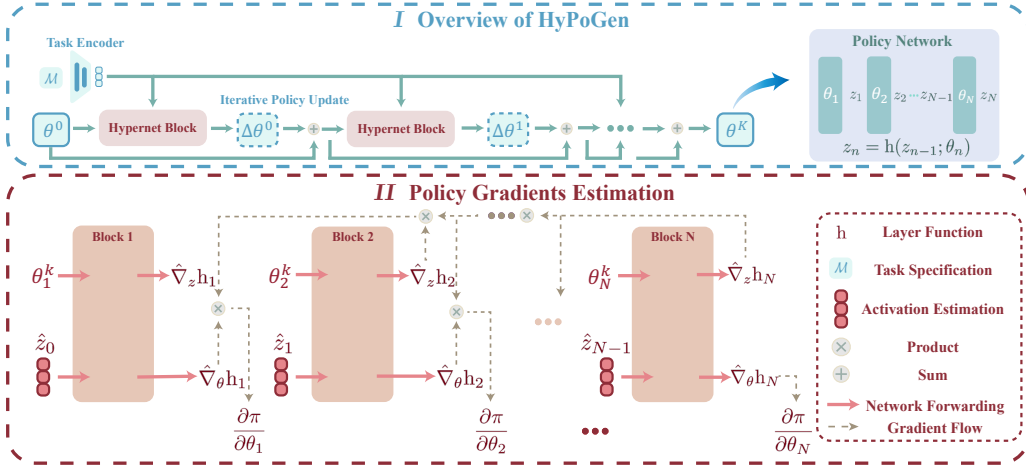 I Overview of HyPoGen
Task Encoder
M
Iterative Policy Update
θ^0
Hypernet Block
Δθ^0
+
Hypernet Block
Δθ^1
+
•••
+
θ^K
Policy Network
θ_1 z_1 θ_2 z_2 ··· z_{N−1} θ_N z_N
z_n = h(z_{n−1}; θ_n)
II Policy Gradients Estimation
Block 1
θ_1^k
∇̂_z h_1
×
ẑ_0
∇̂_θ h_1
∂π/∂θ_1
Block 2
θ_2^k
∇̂_z h_2
×
×
ẑ_1
∇̂_θ h_2
∂π/∂θ_2
•••
×
•••
•••
Block N
θ_N^k
∇̂_z h_N
ẑ_{N−1}
∇̂_θ h_N
∂π/∂θ_N
h Layer Function
M Task Specification
Activation Estimation
× Product
+ Sum
Network Forwarding
Gradient Flow